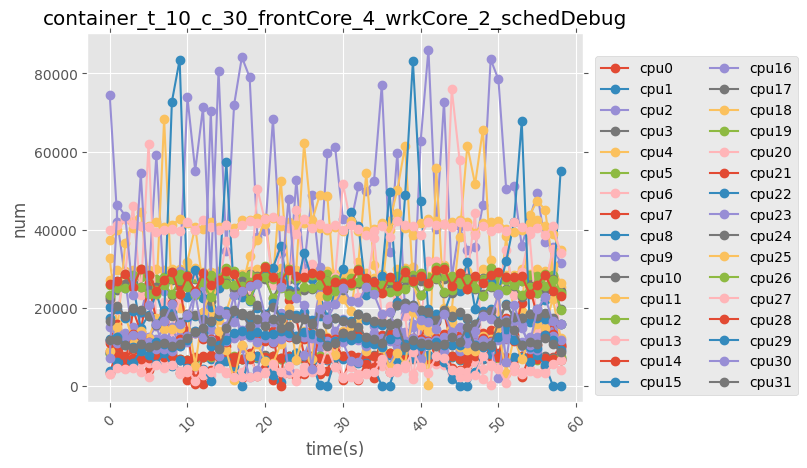 container_t_10_c_30_frontCore_4_wrkCore_2_schedDebug
80000
60000
40000
20000
0
num
0
10
20
30
40
50
60
time(s)
cpu0
cpu1
cpu2
cpu3
cpu4
cpu5
cpu6
cpu7
cpu8
cpu9
cpu10
cpu11
cpu12
cpu13
cpu14
cpu15
cpu16
cpu17
cpu18
cpu19
cpu20
cpu21
cpu22
cpu23
cpu24
cpu25
cpu26
cpu27
cpu28
cpu29
cpu30
cpu31